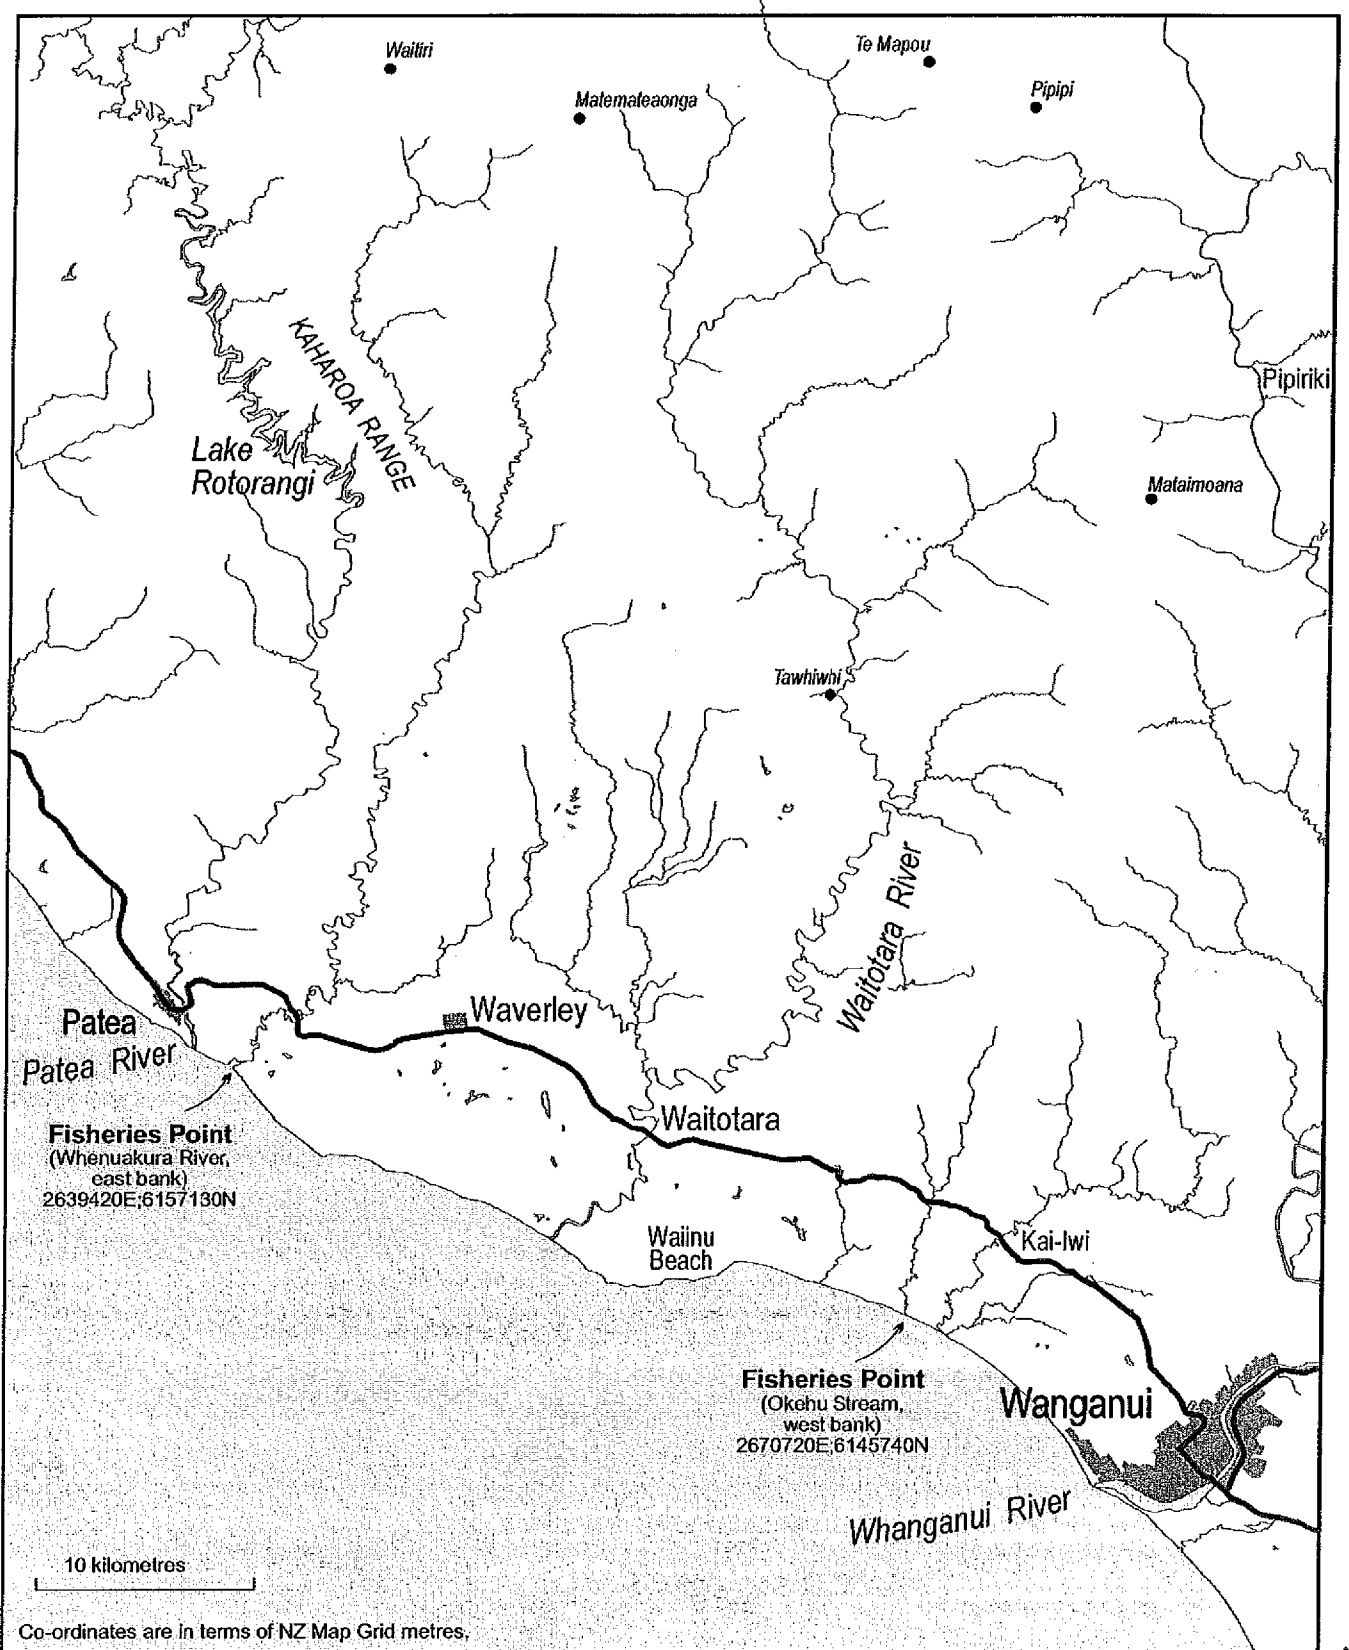 Waitiri
Te Mapou
Pipipi
Matemateaonga
KAHAROA RANGE
Pipiriki
Lake
Rotorangi
Mataimoana
Tawhiwhi
Waitotara River
Waverley
Patea
Patea River
Waitotara
Fisheries Point
(Whenuakura River,
east bank)
2639420E;6157130N
Waiinu
Beach
Kai-Iwi
Fisheries Point
(Okehu Stream,
west bank)
2670720E;6145740N
Wanganui
Whanganui River
10 kilometres
Co-ordinates are in terms of NZ Map Grid metres.